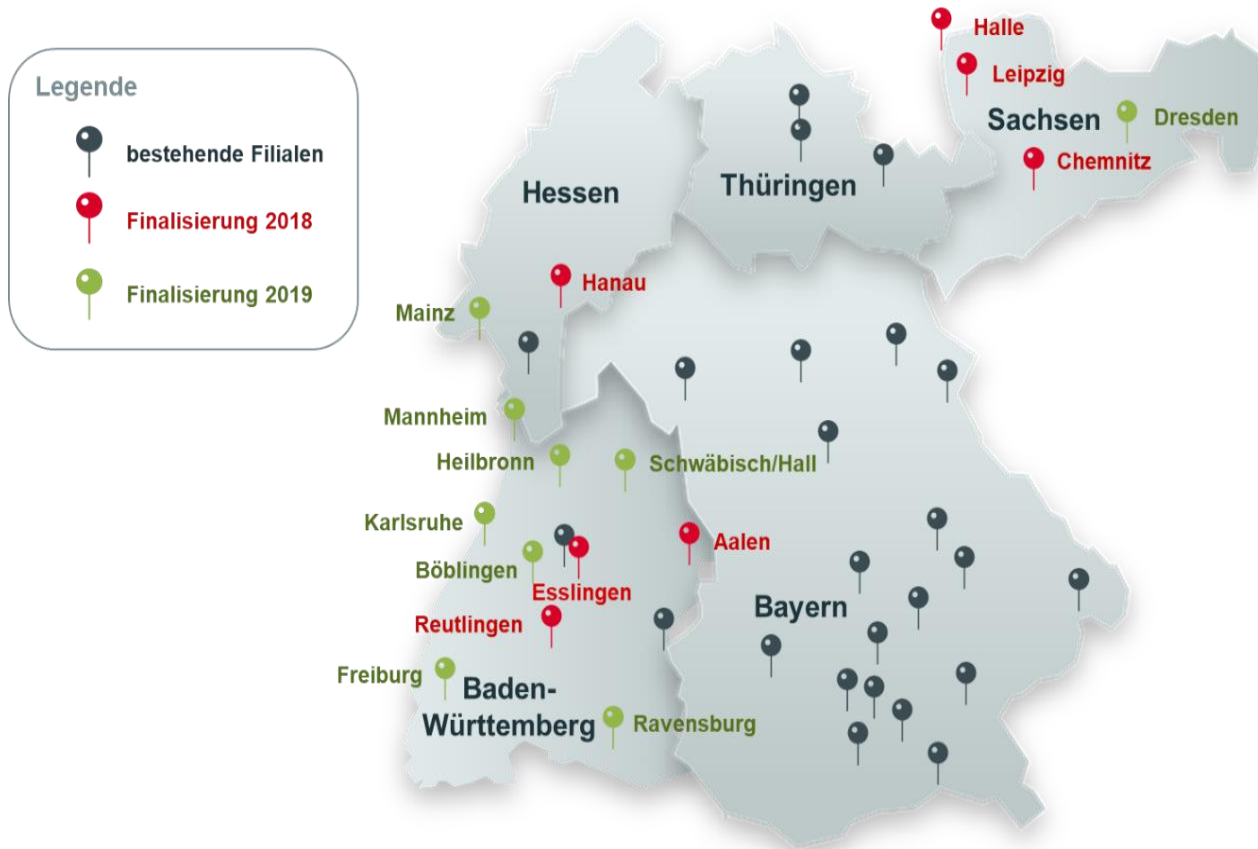 Legende
bestehende Filialen
Finalisierung 2018
Finalisierung 2019
Halle
Leipzig
Sachsen
Dresden
Chemnitz
Hessen
Thüringen
Hanau
Mainz
Mannheim
Heilbronn
Schwäbisch/Hall
Karlsruhe
Aalen
Böblingen
Esslingen
Bayern
Reutlingen
Freiburg
Baden-
Württemberg
Ravensburg